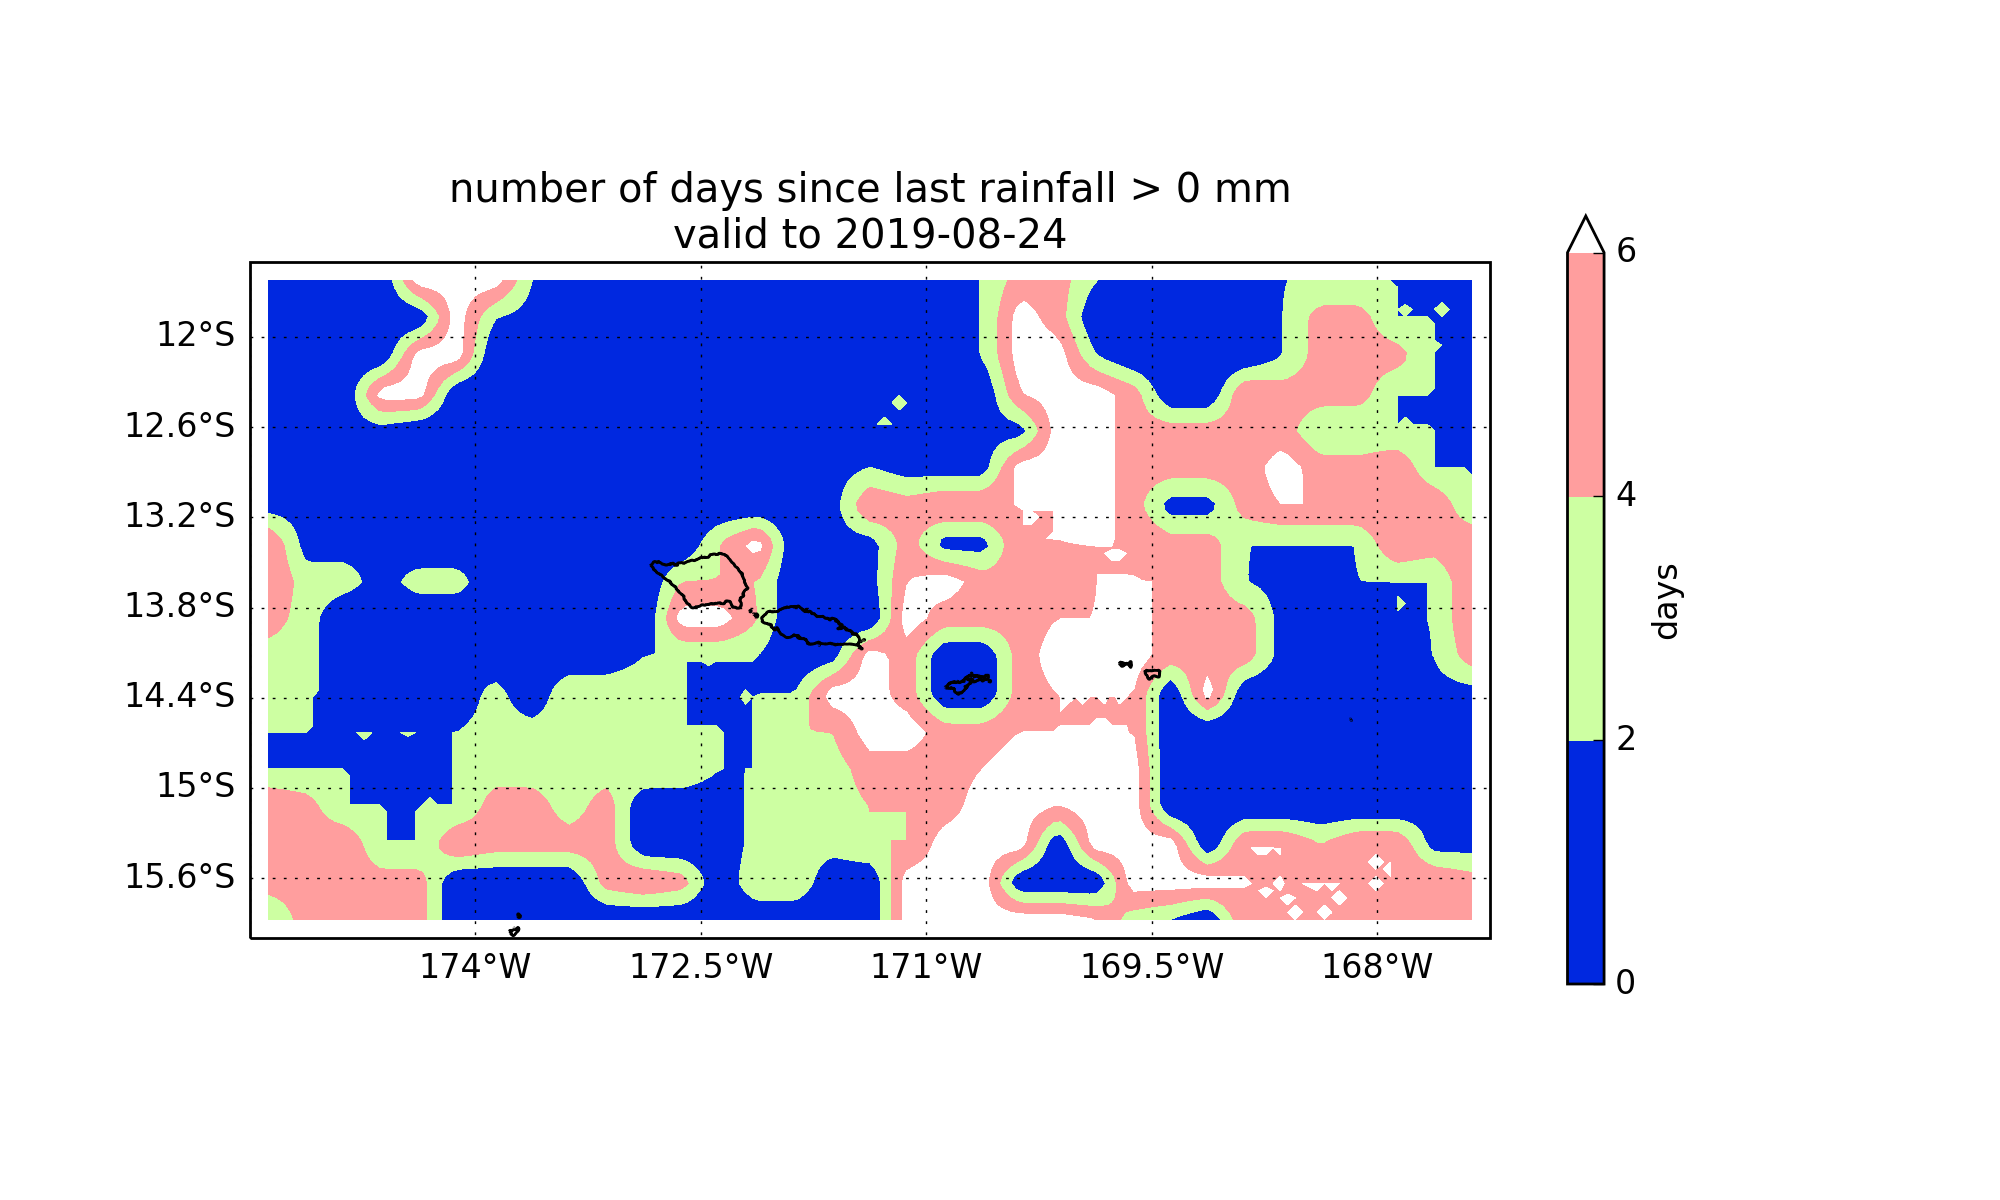 number of days since last rainfall > 0 mm
valid to 2019-08-24
12°S
12.6°S
13.2°S
13.8°S
14.4°S
15°S
15.6°S
174°W 172.5°W 171°W 169.5°W 168°W
6
4
2
0
days